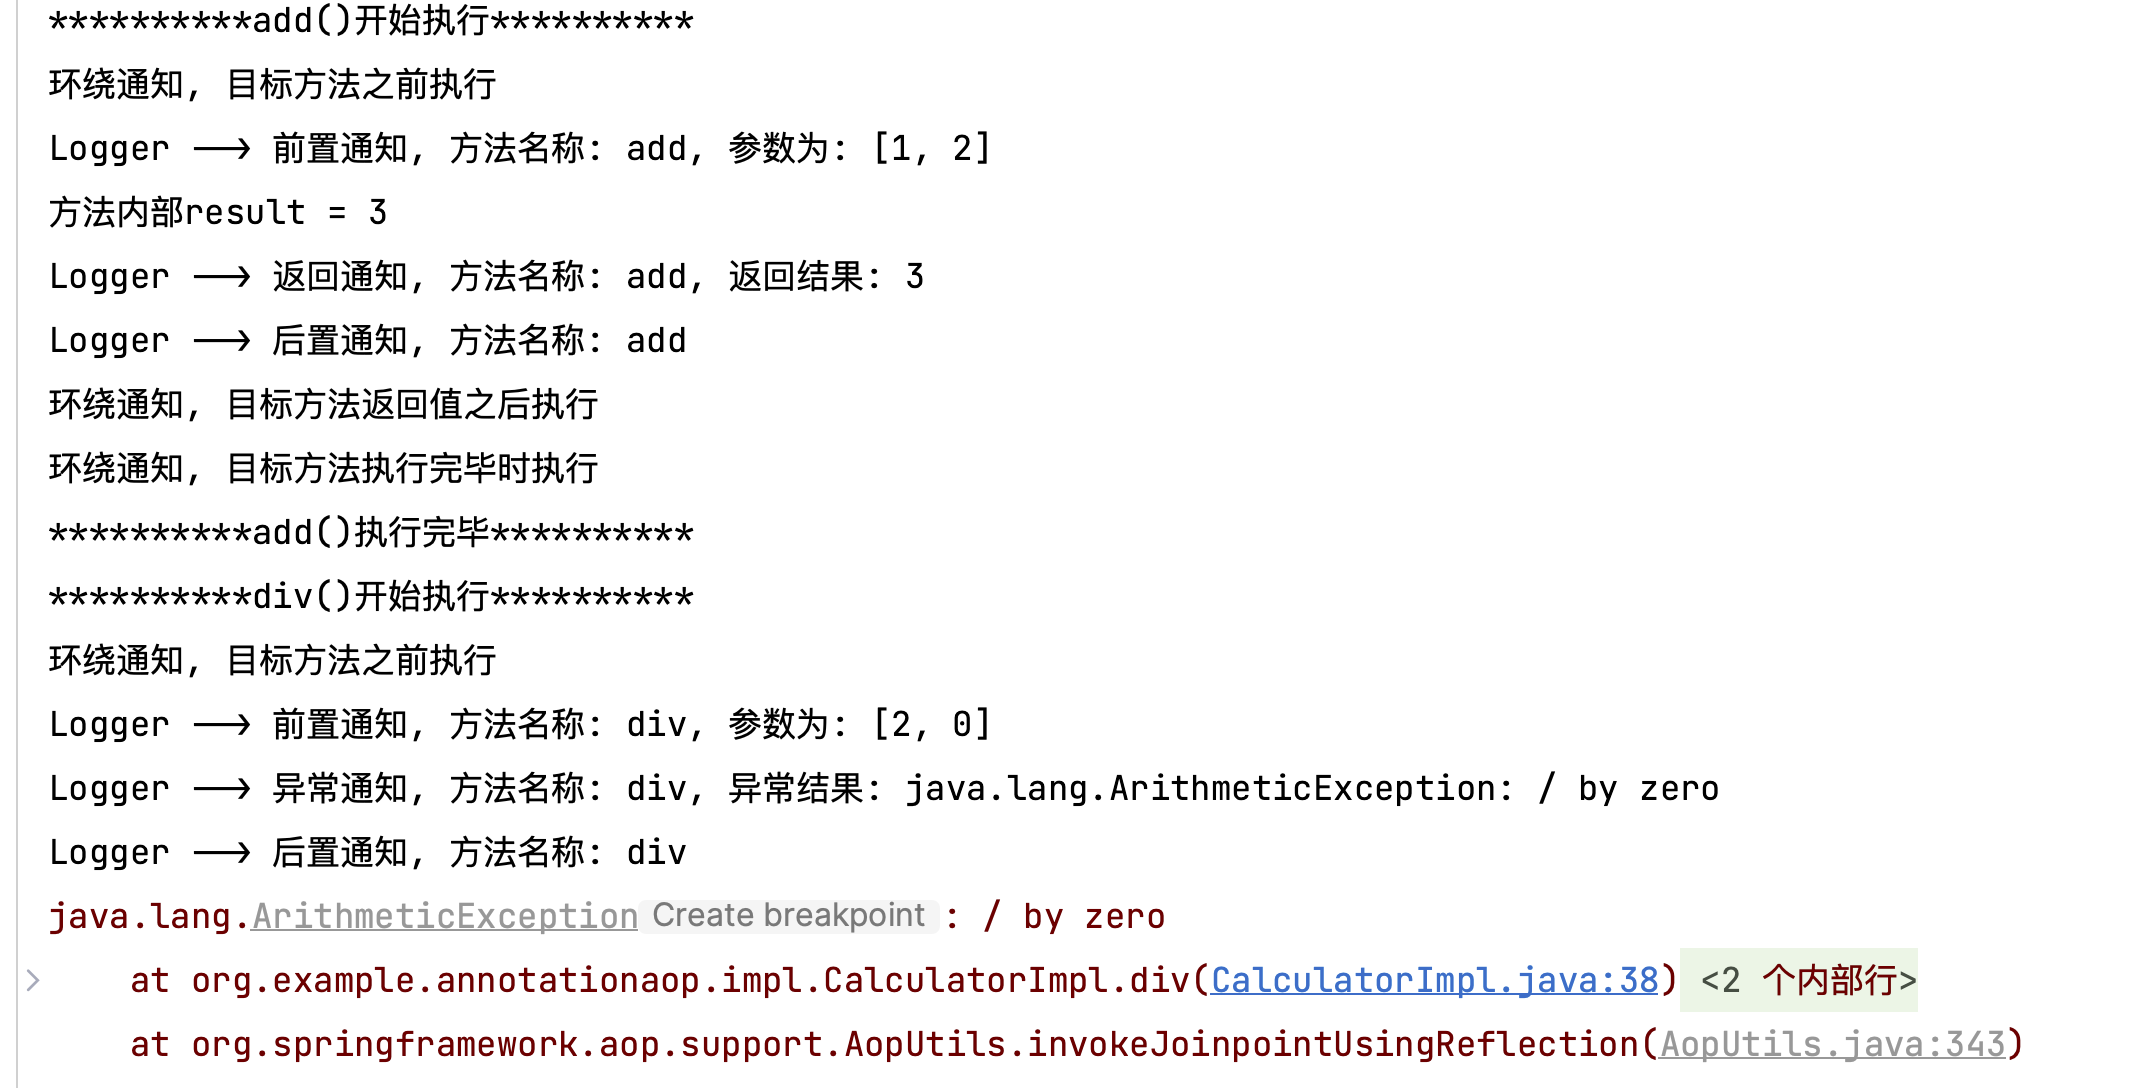 **********add()开始执行**********
环绕通知, 目标方法之前执行
Logger --> 前置通知, 方法名称: add, 参数为: [1, 2]
方法内部result = 3
Logger --> 返回通知, 方法名称: add, 返回结果: 3
Logger --> 后置通知, 方法名称: add
环绕通知, 目标方法返回值之后执行
环绕通知, 目标方法执行完毕时执行
**********add()执行完毕**********
**********div()开始执行**********
环绕通知, 目标方法之前执行
Logger --> 前置通知, 方法名称: div, 参数为: [2, 0]
Logger --> 异常通知, 方法名称: div, 异常结果: java.lang.ArithmeticException: / by zero
Logger --> 后置通知, 方法名称: div
java.lang.ArithmeticException Create breakpoint : / by zero
at org.example.annotationaop.impl.CalculatorImpl.div(CalculatorImpl.java:38) <2 个内部行>
at org.springframework.aop.support.AopUtils.invokeJoinpointUsingReflection(AopUtils.java:343)